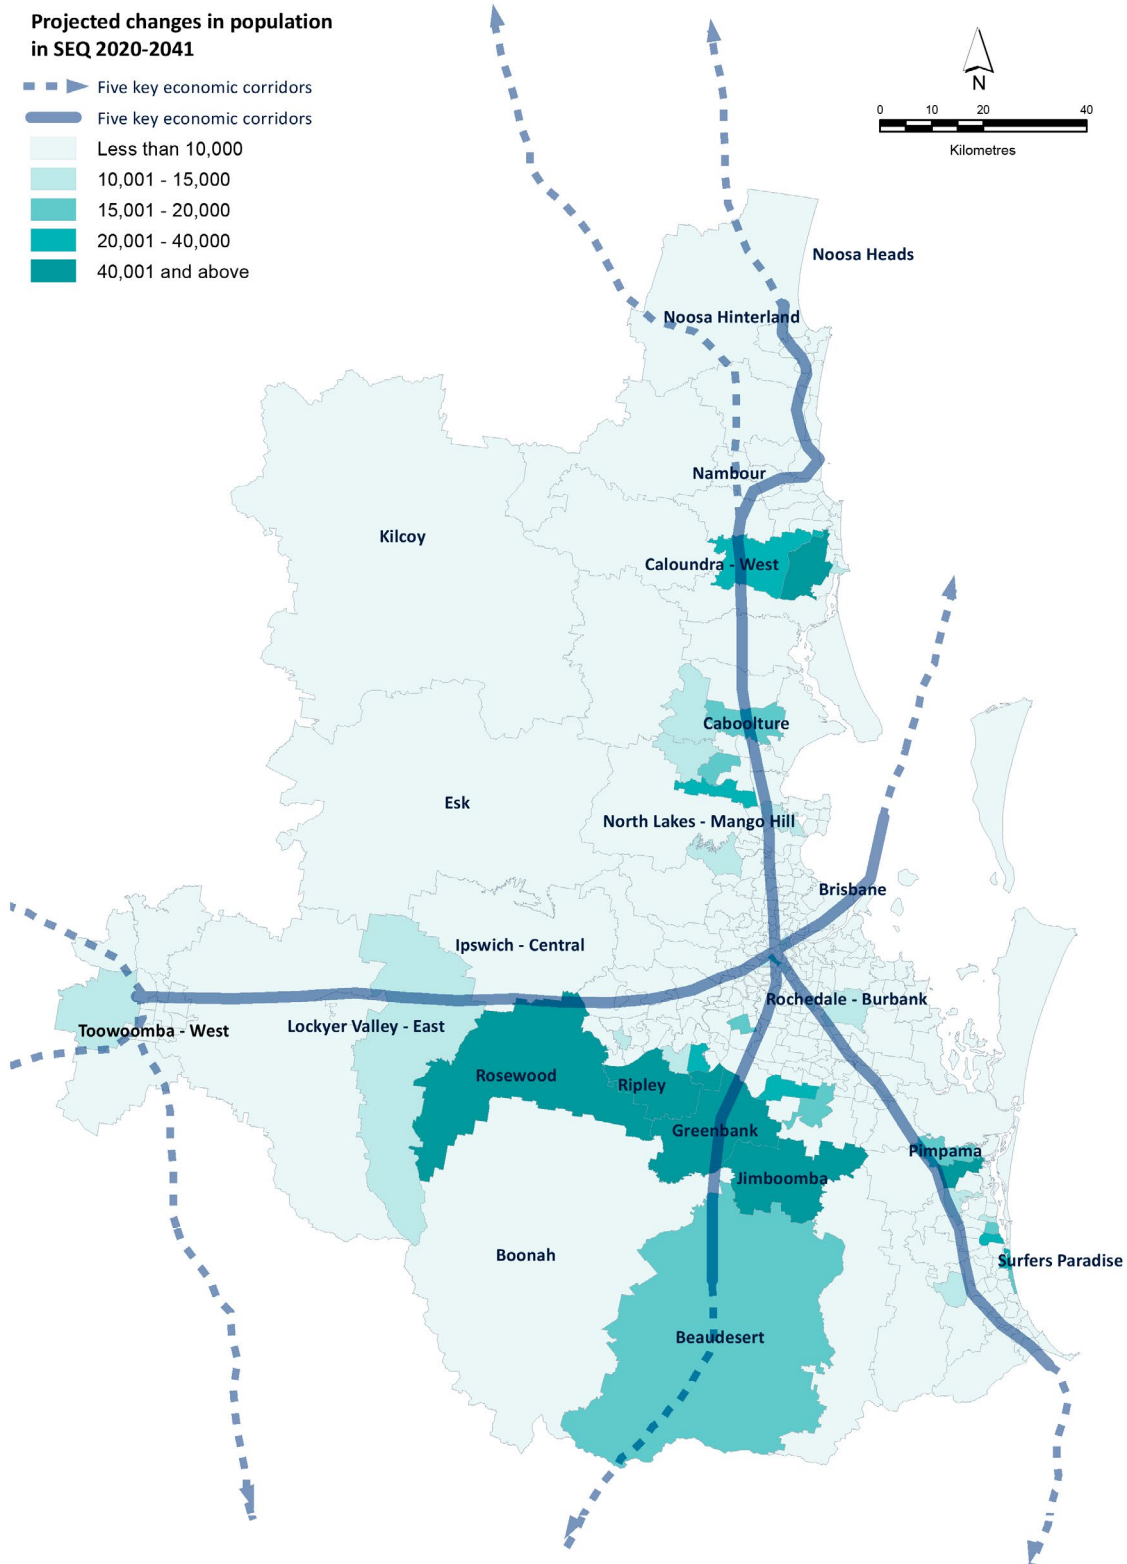 Projected changes in population
in SEQ 2020-2041
Five key economic corridors
Five key economic corridors
Less than 10,000
10,001 - 15,000
15,001 - 20,000
20,001 - 40,000
40,001 and above
N
0 10 20 40
Kilometres
Noosa Heads
Noosa Hinterland
Nambour
Kilcoy
Caloundra - West
Caboolture
Esk
North Lakes - Mango Hill
Brisbane
Ipswich - Central
Rochedale - Burbank
Toowoomba - West
Lockyer Valley - East
Rosewood
Ripley
Greenbank
Pimpama
Jimboomba
Boonah
Surfers Paradise
Beaudesert